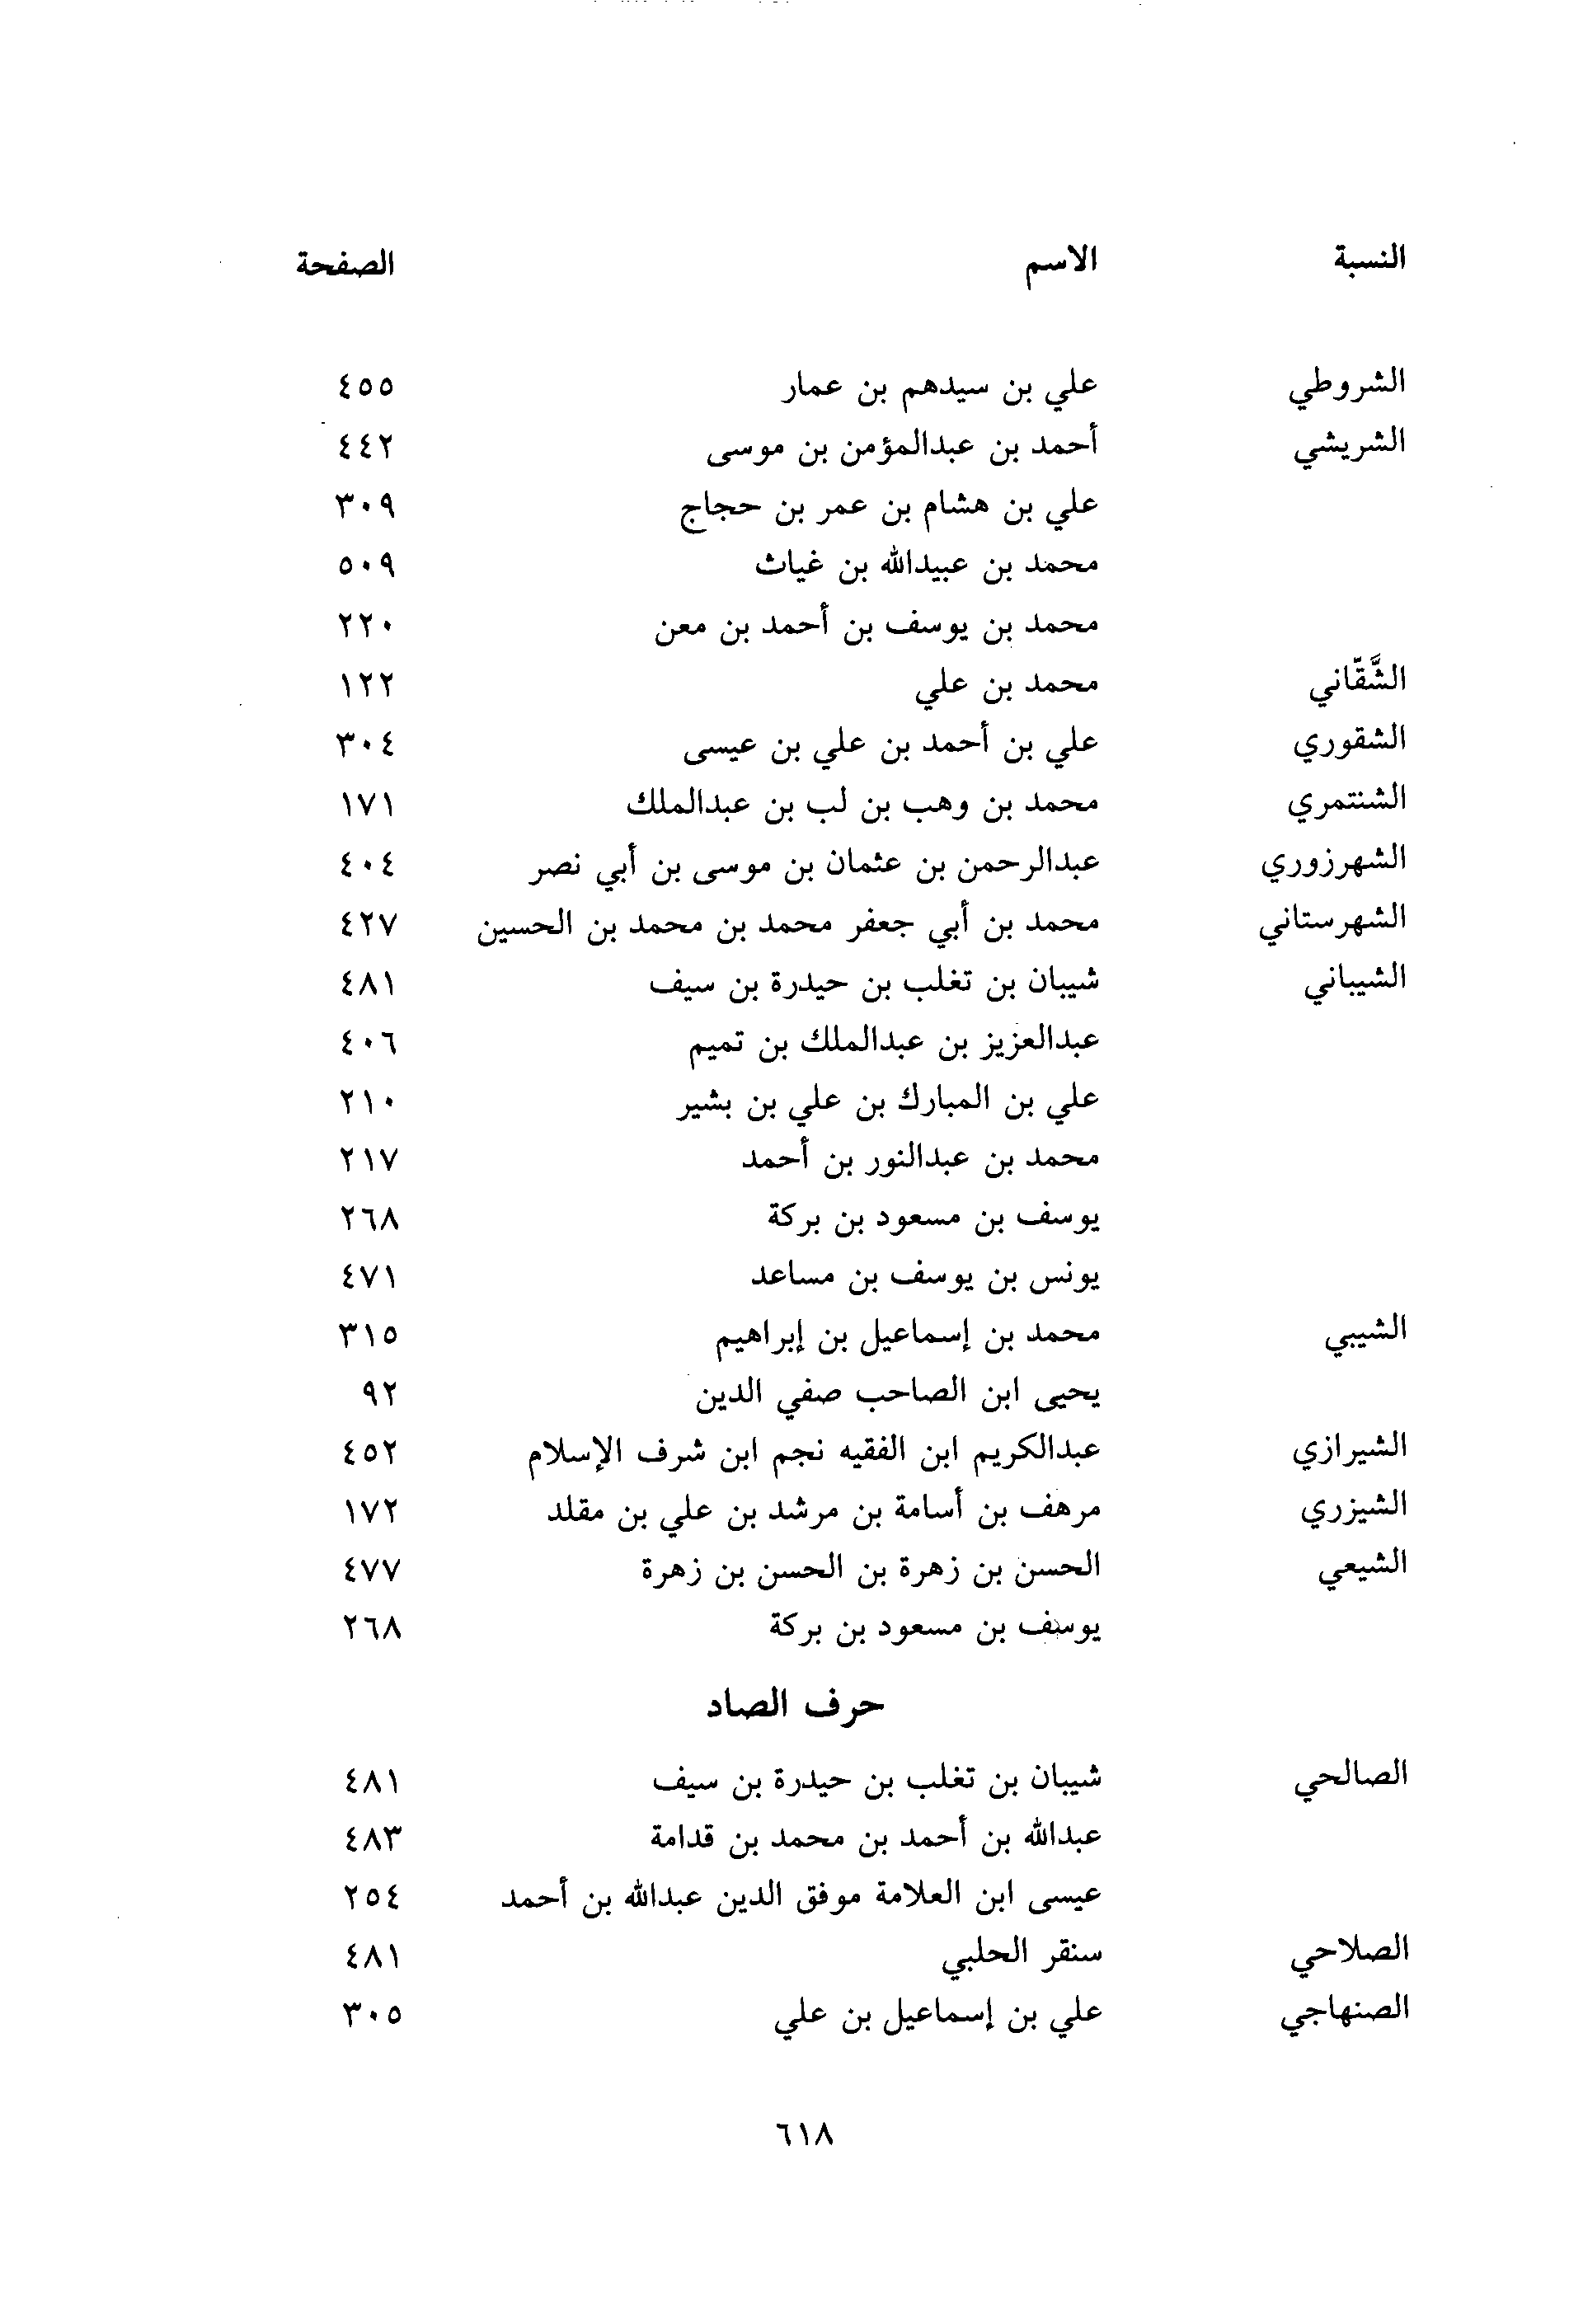 النسبة الاسم الصفحة
الشروطي علي بن سيدهم بن عمار ٤٥٥
الشريشي أحمد بن عبدالمؤمن بن موسى ٤٤٢
علي بن هشام بن عمر بن حجاج ٣٠٩
محمد بن عبيدالله بن غياث ٥٠٩
محمد بن يوسف بن أحمد بن معن ٢٢٠
الشَّقّاني محمد بن علي ١٢٢
الشقوري علي بن أحمد بن علي بن عيسى ٣٠٤
الشنتمري محمد بن وهب بن لب بن عبدالملك ١٧١
الشهرزوري عبدالرحمن بن عثمان بن موسى بن أبي نصر ٤٠٤
الشهرستاني محمد بن أبي جعفر محمد بن محمد بن الحسين ٤٢٧
الشيباني شيبان بن تغلب بن حيدرة بن سيف ٤٨١
عبدالعزيز بن عبدالملك بن تميم ٤٠٦
علي بن المبارك بن علي بن بشير ٢١٠
محمد بن عبدالنور بن أحمد ٢١٧
يوسف بن مسعود بن بركة ٢٦٨
يونس بن يوسف بن مساعد ٤٧١
الشيبي محمد بن إسماعيل بن إبراهيم ٣١٥
يحيى ابن الصاحب صفي الدين ٩٢
الشيرازي عبدالكريم ابن الفقيه نجم ابن شرف الإسلام ٤٥٢
الشيزري مرهف بن أسامة بن مرشد بن علي بن مقلد ١٧٢
الشيعي الحسن بن زهرة بن الحسن بن زهرة ٤٧٧
يوسف بن مسعود بن بركة ٢٦٨
حرف الصاد
الصالحي شيبان بن تغلب بن حيدرة بن سيف ٤٨١
عبدالله بن أحمد بن محمد بن قدامة ٤٨٣
عيسى ابن العلامة موفق الدين عبدالله بن أحمد ٢٥٤
الصلاحي سنقر الحلبي ٤٨١
الصنهاجي علي بن إسماعيل بن علي ٣٠٥
٦١٨